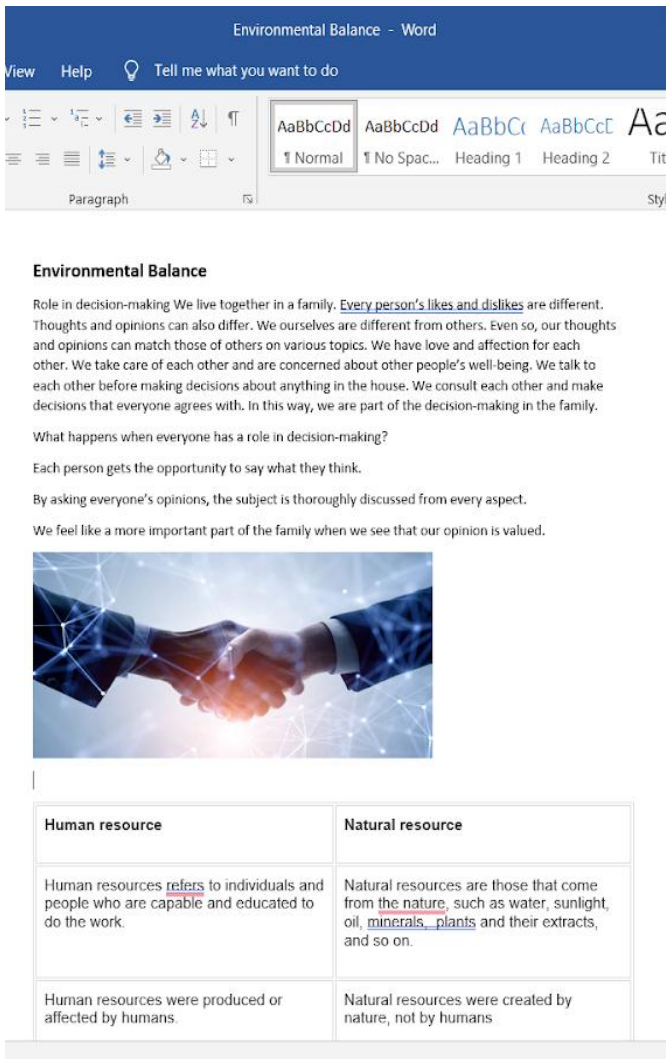 Environmental Balance - Word
View Help Tell me what you want to do
AaBbCcDd AaBbCcDd AaBbCc AaBbCcE Aa
¶ Normal ¶ No Spac... Heading 1 Heading 2 Tit
Paragraph Styl
Environmental Balance
Role in decision-making We live together in a family. Every person's likes and dislikes are different.
Thoughts and opinions can also differ. We ourselves are different from others. Even so, our thoughts
and opinions can match those of others on various topics. We have love and affection for each
other. We take care of each other and are concerned about other people's well-being. We talk to
each other before making decisions about anything in the house. We consult each other and make
decisions that everyone agrees with. In this way, we are part of the decision-making in the family.
What happens when everyone has a role in decision-making?
Each person gets the opportunity to say what they think.
By asking everyone's opinions, the subject is thoroughly discussed from every aspect.
We feel like a more important part of the family when we see that our opinion is valued.
Human resource
Natural resource
Human resources refers to individuals and
people who are capable and educated to
do the work.
Natural resources are those that come
from the nature, such as water, sunlight,
oil, minerals,  plants and their extracts,
and so on.
Human resources were produced or
affected by humans.
Natural resources were created by
nature, not by humans